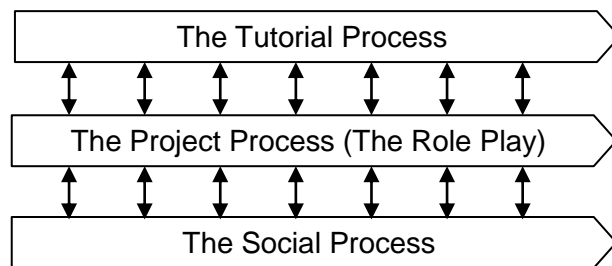 The Tutorial Process
The Project Process (The Role Play)
The Social Process